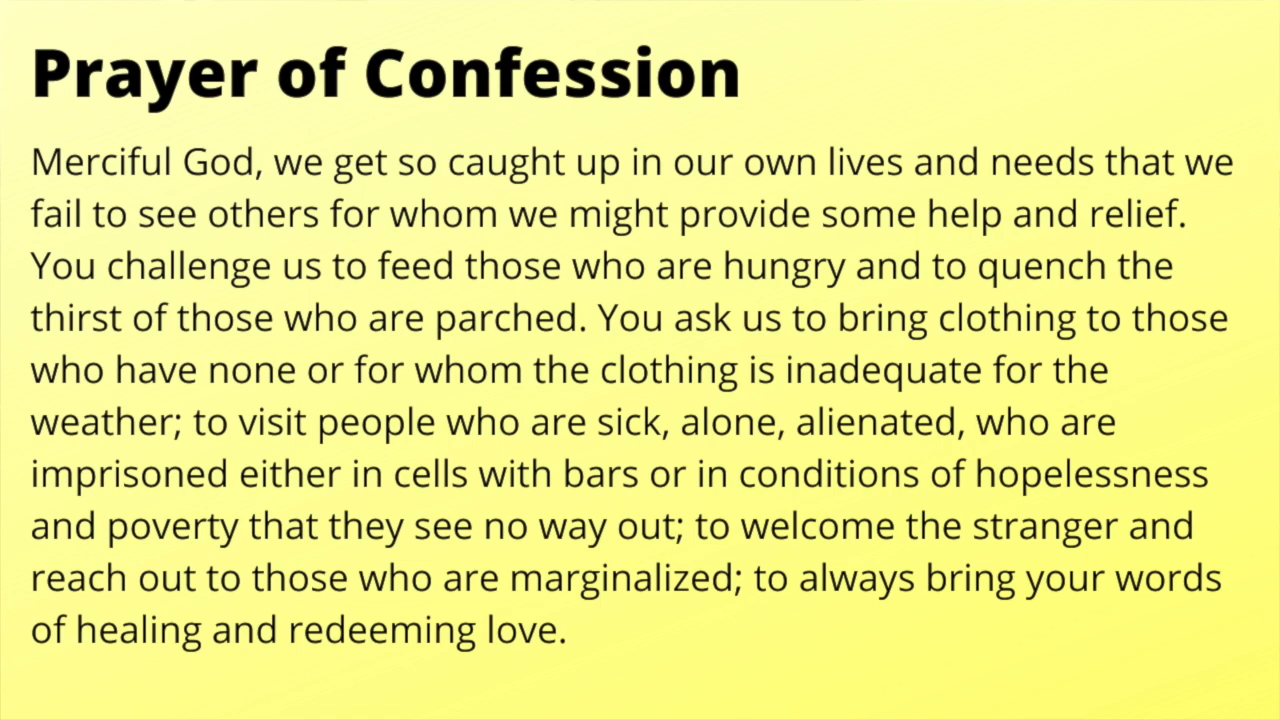 Prayer of Confession
Merciful God, we get so caught up in our own lives and needs that we
fail to see others for whom we might provide some help and relief.
You challenge us to feed those who are hungry and to quench the
thirst of those who are parched. You ask us to bring clothing to those
who have none or for whom the clothing is inadequate for the
weather; to visit people who are sick, alone, alienated, who are
imprisoned either in cells with bars or in conditions of hopelessness
and poverty that they see no way out; to welcome the stranger and
reach out to those who are marginalized; to always bring your words
of healing and redeeming love.